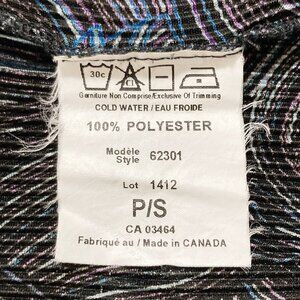 30c
Garniture Non Comprise/Exclusive Of Trimming
COLD WATER / EAU FROIDE
100% POLYESTER
Modèle
Style 62301
Lot 1412
P/S
CA 03464
Fabriqué au / Made in CANADA